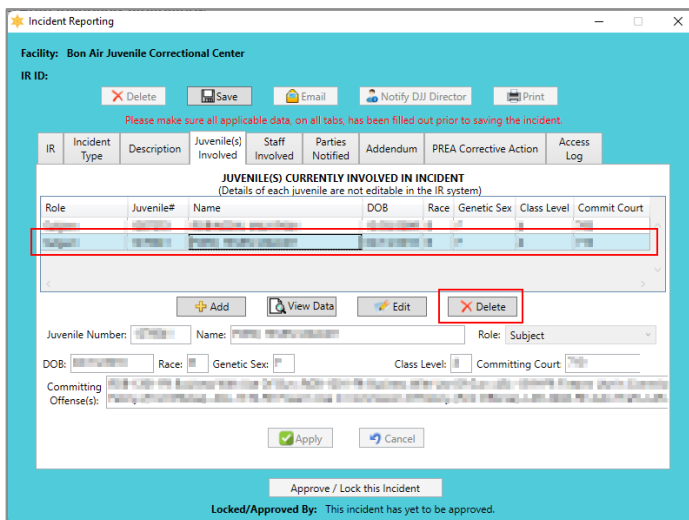 Incident Reporting
Facility: Bon Air Juvenile Correctional Center
IR ID:
Delete Save Email Notify DJJ Director Print
Please make sure all applicable data, on all tabs, has been filled out prior to saving the incident.
IR Incident Type Description Juvenile(s) Involved Staff Involved Parties Notified Addendum PREA Corrective Action Access Log
JUVENILE(S) CURRENTLY INVOLVED IN INCIDENT
(Details of each juvenile are not editable in the IR system)
Role Juvenile# Name DOB Race Genetic Sex Class Level Commit Court
Add View Data Edit Delete
Juvenile Number: Name: Role: Subject
DOB: Race: Genetic Sex: Class Level: Committing Court
Committing
Offense(s):
Apply Cancel
Approve / Lock this Incident
Locked/Approved By: This incident has yet to be approved.